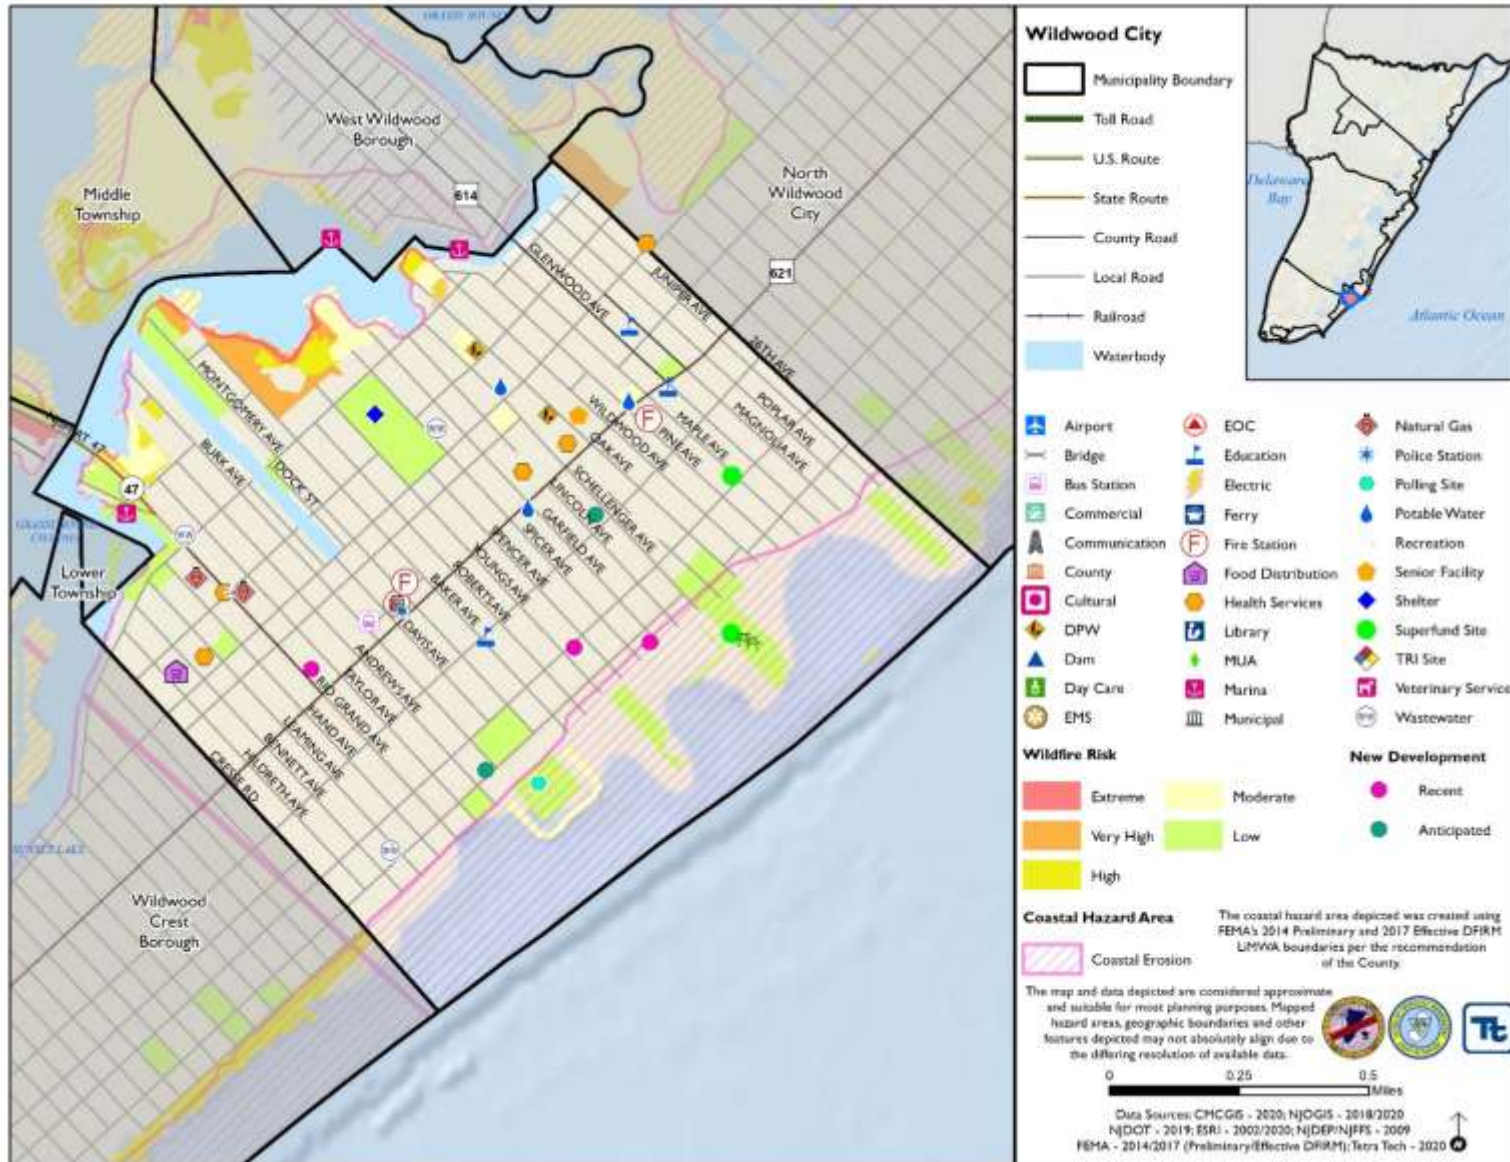 GRASSY SOUND
West Wildwood
Borough
Middle
Township
North
Wildwood
City
614
621
GLENWOOD AVE
JUNIPER AVE
26TH AVE
POPLAR AVE
MAGNOLIA AVE
MAPLE AVE
PINE AVE
WILDWOOD AVE
OAK AVE
SCHELLENGER AVE
LINCOLN AVE
GARFIELD AVE
SPICER AVE
SPENCER AVE
YOUNGS AVE
ROBERTS AVE
BAKER AVE
DAVIS AVE
ANDREWS AVE
TAYLOR AVE
RIO GRAND AVE
HAND AVE
LEAMING AVE
BENNETT AVE
HILDRETH AVE
CRESSE RD
MONTGOMERY AVE
BURK AVE
DOCK ST
47
Lower
Township
SUNSET LAKE
Wildwood
Crest
Borough
Wildwood City
Municipality Boundary
Toll Road
U.S. Route
State Route
County Road
Local Road
Railroad
Waterbody
Delaware
Bay
Atlantic Ocean
Airport
Bridge
Bus Station
Commercial
Communication
County
Cultural
DPW
Dam
Day Care
EMS
EOC
Education
Electric
Ferry
Fire Station
Food Distribution
Health Services
Library
MUA
Marina
Municipal
Natural Gas
Police Station
Polling Site
Potable Water
Recreation
Senior Facility
Shelter
Superfund Site
TRI Site
Veterinary Service
Wastewater
Wildfire Risk
Extreme
Very High
High
Moderate
Low
New Development
Recent
Anticipated
Coastal Hazard Area
Coastal Erosion
The coastal hazard area depicted was created using
FEMA's 2014 Preliminary and 2017 Effective DFIRM
LiMWA boundaries per the recommendation
of the County.
The map and data depicted are considered approximate
and suitable for most planning purposes. Mapped
hazard areas, geographic boundaries and other
features depicted may not absolutely align due to
the differing resolution of available data.
Tt
0 0.25 0.5
Miles
Data Sources: CMCGIS - 2020; NJOGIS - 2018/2020
NJDOT - 2019; ESRI - 2002/2020; NJDEP/NJFFS - 2009
FEMA - 2014/2017 (Preliminary/Effective DFIRM); Tetra Tech - 2020